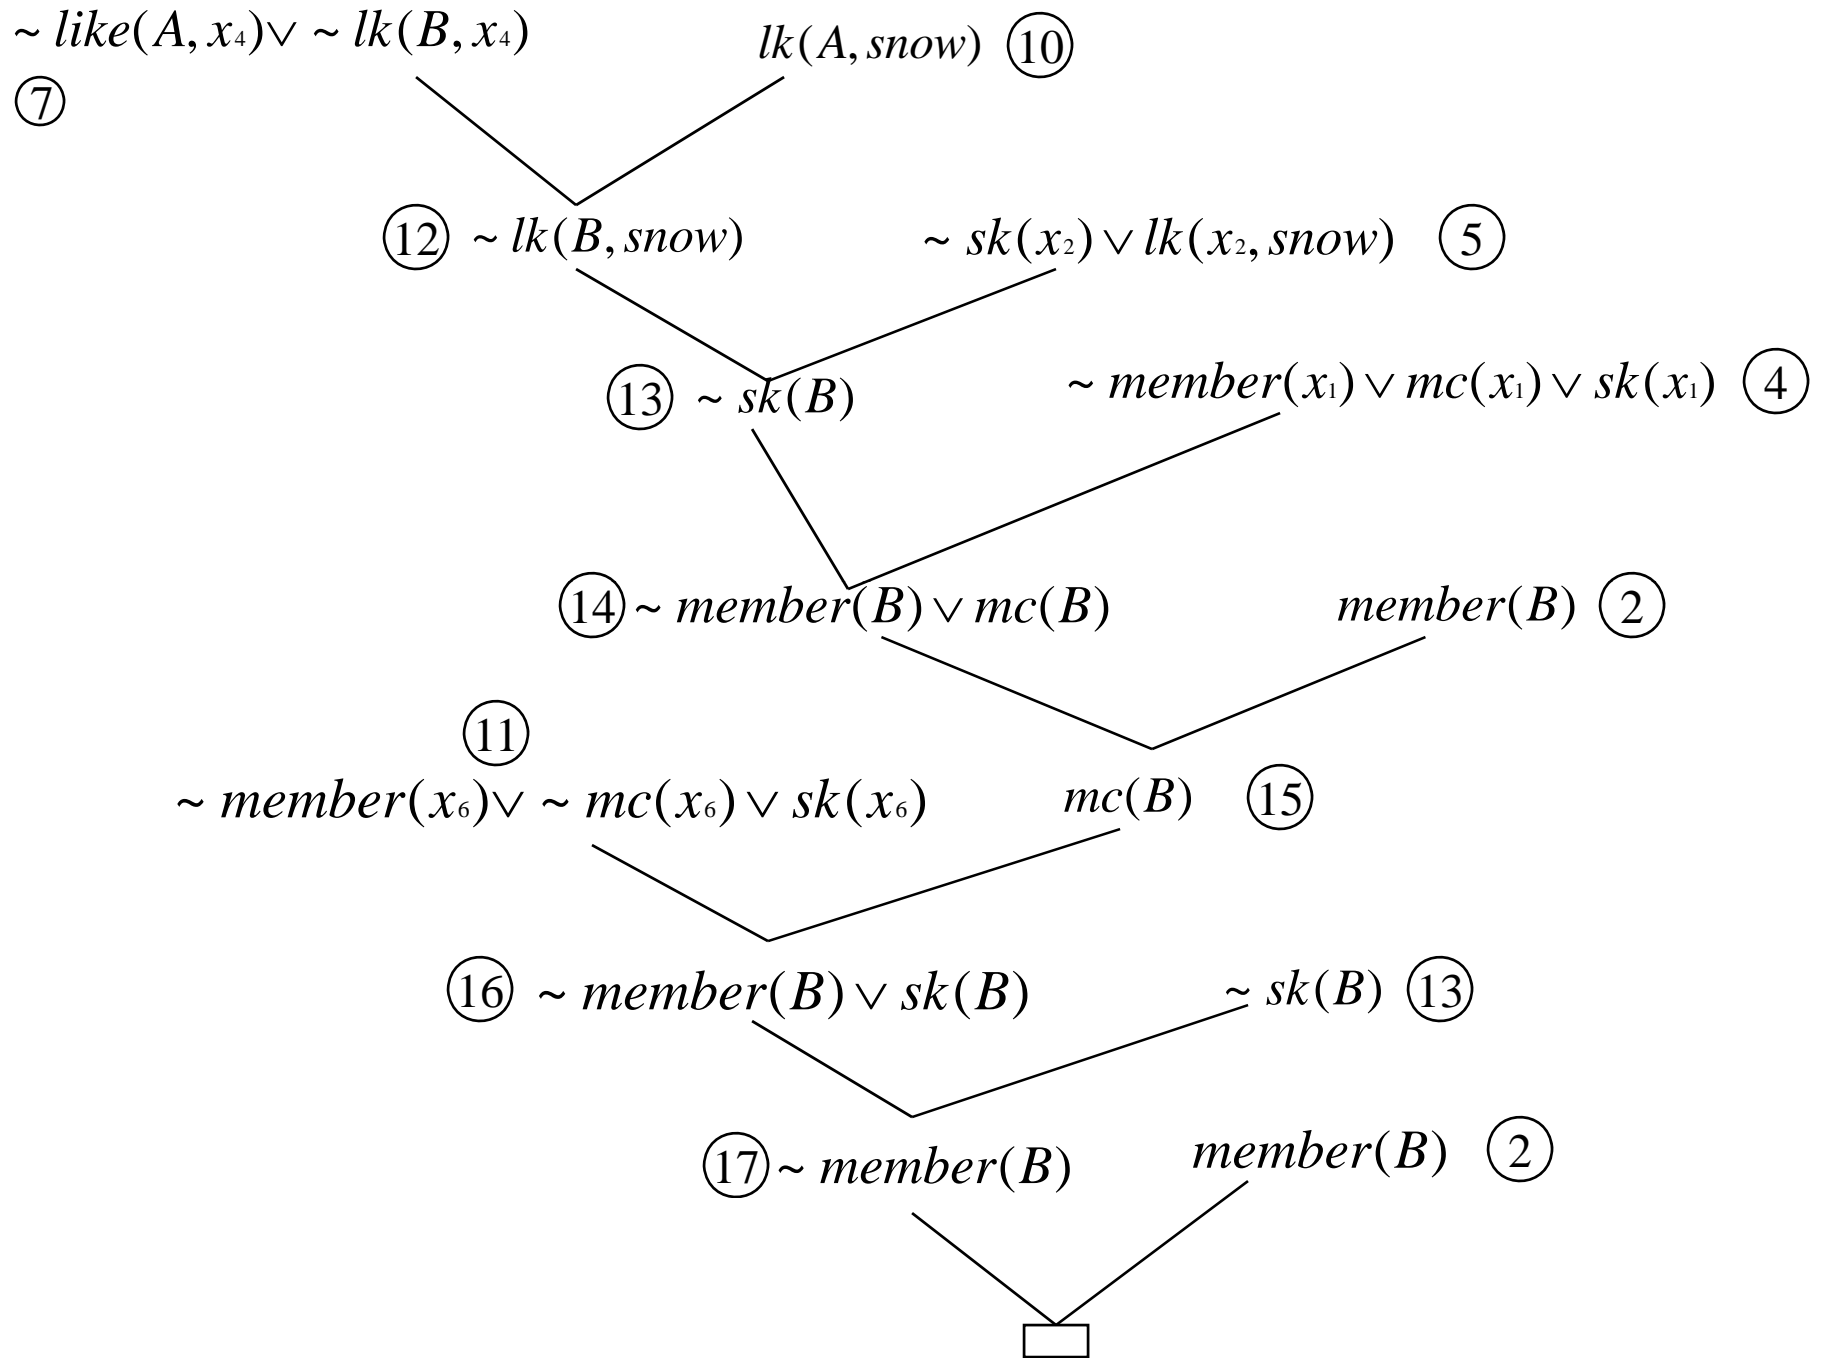 ~ like(A, x₄)∨ ~ lk(B, x₄) lk(A, snow) 10
7
12 ~ lk(B, snow) ~ sk(x₂) ∨ lk(x₂, snow) 5
13 ~ sk(B) ~ member(x₁) ∨ mc(x₁) ∨ sk(x₁) 4
14 ~ member(B) ∨ mc(B) member(B) 2
11
~ member(x₆)∨ ~ mc(x₆) ∨ sk(x₆) mc(B) 15
16 ~ member(B) ∨ sk(B) ~ sk(B) 13
17 ~ member(B) member(B) 2